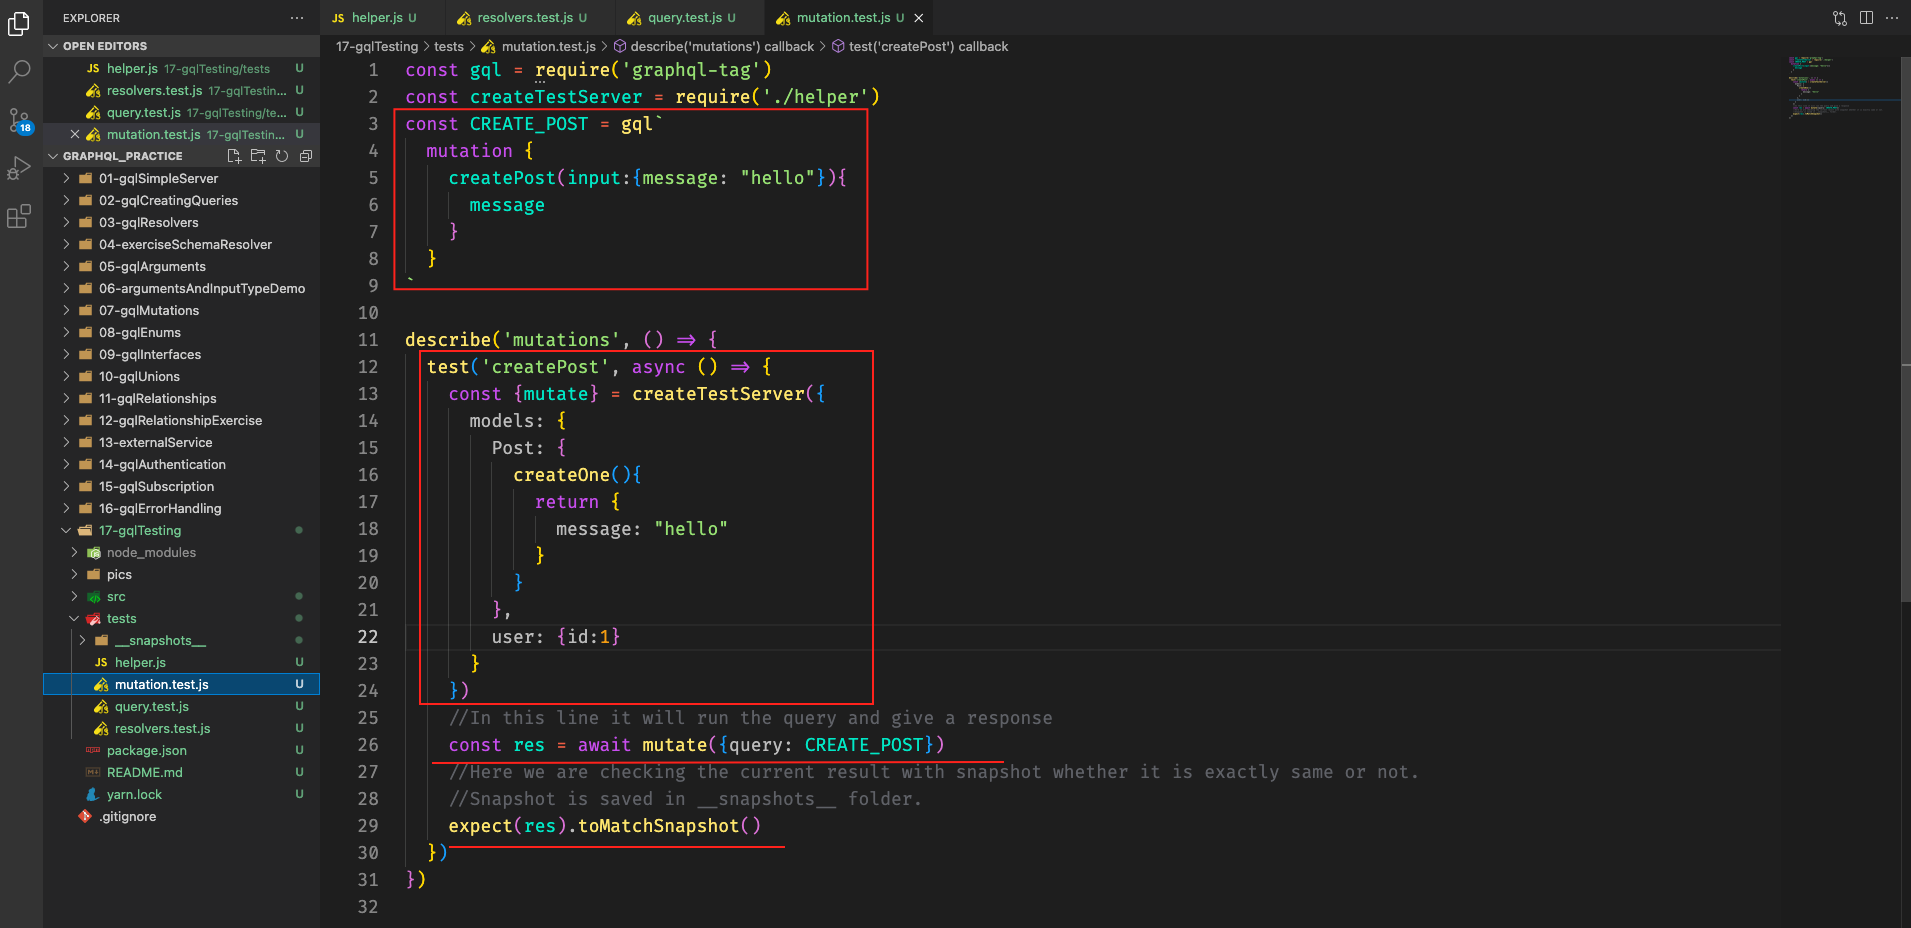 EXPLORER
OPEN EDITORS
JS helper.js 17-gqlTesting/tests U
resolvers.test.js 17-gqlTestin... U
query.test.js 17-gqlTesting/te... U
mutation.test.js 17-gqlTestin... U
18
GRAPHQL_PRACTICE
01-gqlSimpleServer
02-gqlCreatingQueries
03-gqlResolvers
04-exerciseSchemaResolver
05-gqlArguments
06-argumentsAndInputTypeDemo
07-gqlMutations
08-gqlEnums
09-gqlInterfaces
10-gqlUnions
11-gqlRelationships
12-gqlRelationshipExercise
13-externalService
14-gqlAuthentication
15-gqlSubscription
16-gqlErrorHandling
17-gqlTesting
node_modules
pics
src
tests
__snapshots__
JS helper.js U
mutation.test.js U
query.test.js U
resolvers.test.js U
package.json U
README.md U
yarn.lock U
.gitignore
JS helper.js U
resolvers.test.js U
query.test.js U
mutation.test.js U
17-gqlTesting > tests > mutation.test.js > describe('mutations') callback > test('createPost') callback
1 const gql = require('graphql-tag')
2 const createTestServer = require('./helper')
3 const CREATE_POST = gql`
4 mutation {
5 createPost(input:{message: "hello"}){
6 message
7 }
8 }
9 `
10
11 describe('mutations', () => {
12 test('createPost', async () => {
13 const {mutate} = createTestServer({
14 models: {
15 Post: {
16 createOne(){
17 return {
18 message: "hello"
19 }
20 }
21 },
22 user: {id:1}
23 }
24 })
25 //In this line it will run the query and give a response
26 const res = await mutate({query: CREATE_POST})
27 //Here we are checking the current result with snapshot whether it is exactly same or not.
28 //Snapshot is saved in __snapshots__ folder.
29 expect(res).toMatchSnapshot()
30 })
31 })
32